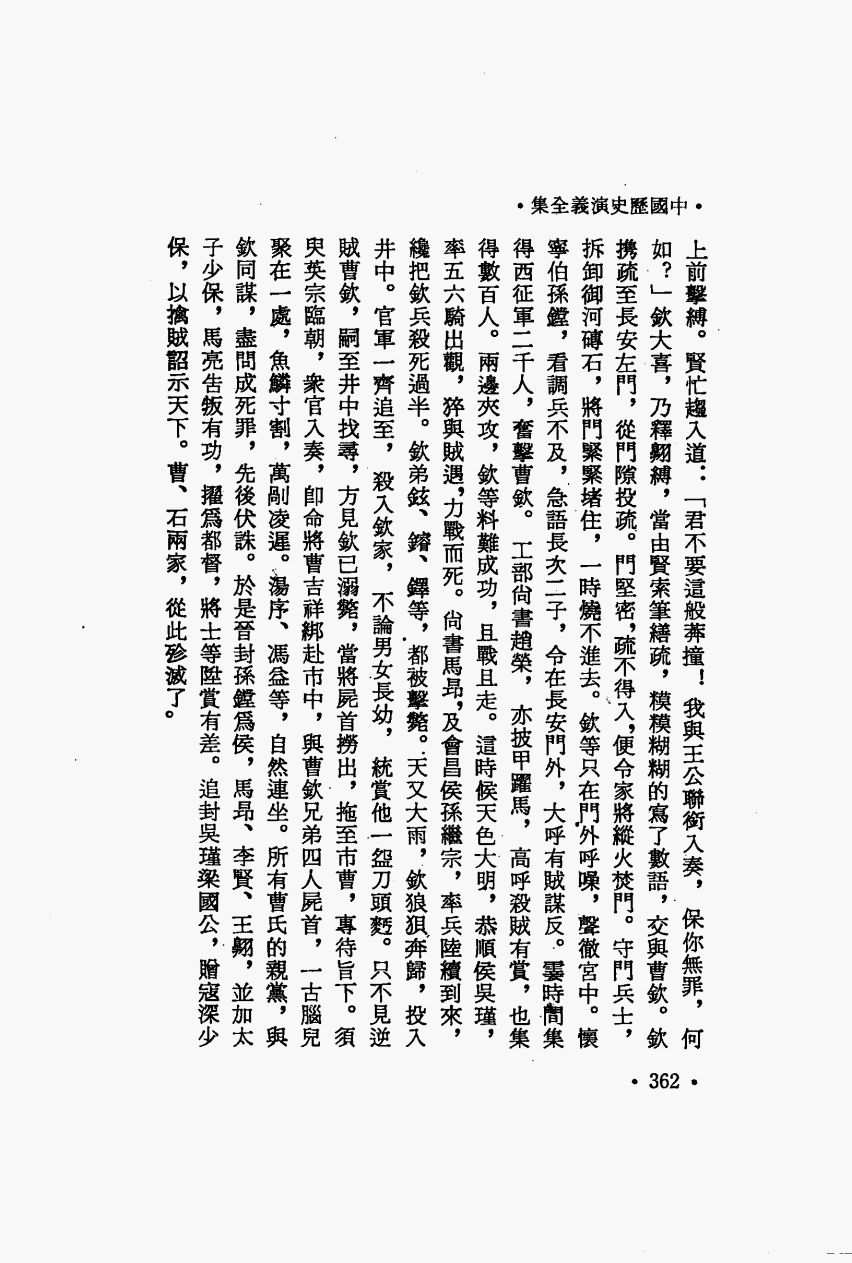 •中國歷史演義全集•
上前擊縛。賢忙趨入道：「君不要這般莽撞！我與王公聯銜入奏，保你無罪，何
如？」欽大喜，乃釋翺縛，當由賢索筆繕疏，糢糢糊糊的寫了數語，交與曹欽。欽
携疏至長安左門，從門隙投疏。門堅密，疏不得入，便令家將縱火焚門。守門兵士，
拆卸御河磚石，將門緊緊堵住，一時燒不進去。欽等只在門外呼噪，聲徹宮中。懷
寧伯孫鏜，看調兵不及，急語長次二子，令在長安門外，大呼有賊謀反。霎時間集
得西征軍二千人，奮擊曹欽。工部尙書趙榮，亦披甲躍馬，高呼殺賊有賞，也集
得數百人。兩邊夾攻，欽等料難成功，且戰且走。這時候天色大明，恭順侯吳瑾，
率五六騎出觀，猝與賊遇，力戰而死。尙書馬昂，及會昌侯孫繼宗，率兵陸續到來，
纔把欽兵殺死過半。欽弟鉉、鐸等，都被擊斃。天又大雨，欽狼狽奔歸，投入
井中。官軍一齊追至，殺入欽家，不論男女長幼，統賞他一盌刀頭麪。只不見逆
賊曹欽，嗣至井中找尋，方見欽已溺斃，當將屍首撈出，拖至市曹，專待旨下。須
臾英宗臨朝，衆官入奏，卽命將曹吉祥綁赴市中，與曹欽兄弟四人屍首，一古腦兒
聚在一處，魚鱗寸割，萬剮凌遲。湯序、馮益等，自然連坐。所有曹氏的親黨，與
欽同謀，盡問成死罪，先後伏誅。於是晉封孫鏜爲侯，馬昂、李賢、王翺，並加太
子少保，馬亮吿叛有功，擢爲都督，將士等陞賞有差。追封吳瑾梁國公，贈寇深少
保，以擒賊詔示天下。曹、石兩家，從此殄滅了。
•362•